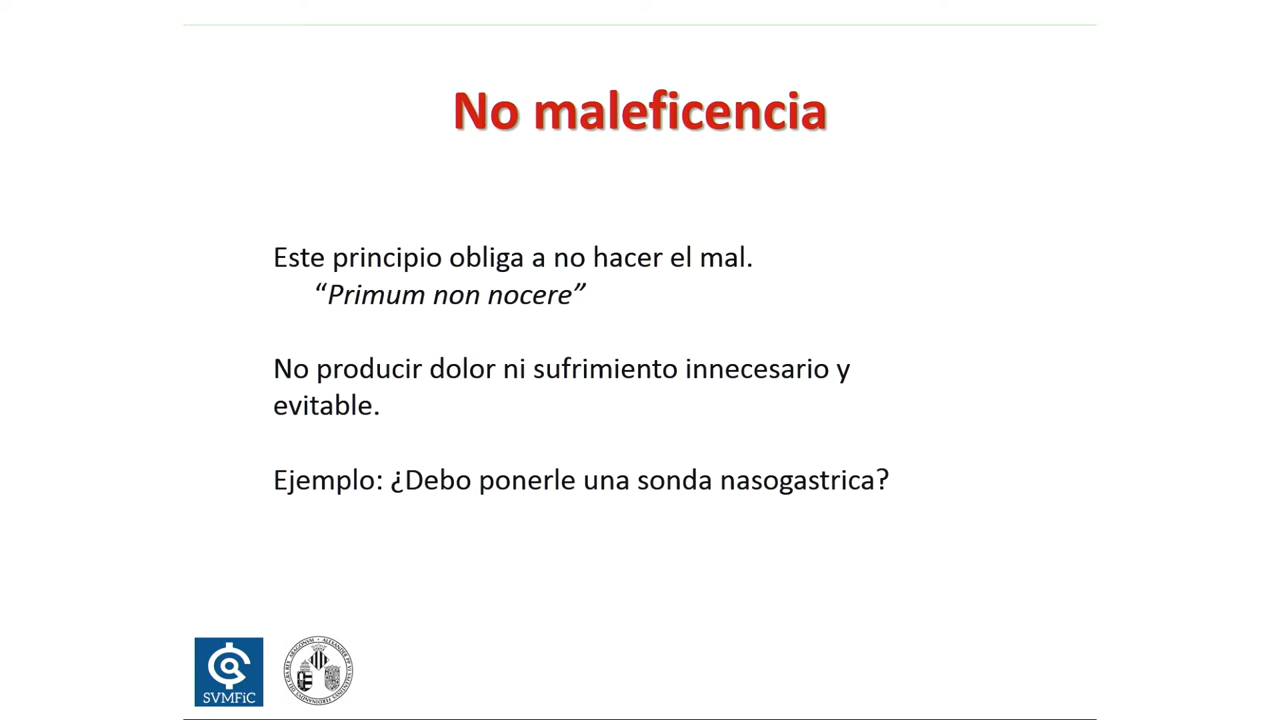 No maleficencia
Este principio obliga a no hacer el mal.
“Primum non nocere”
No producir dolor ni sufrimiento innecesario y
evitable.
Ejemplo: ¿Debo ponerle una sonda nasogastrica?
SVMFiC